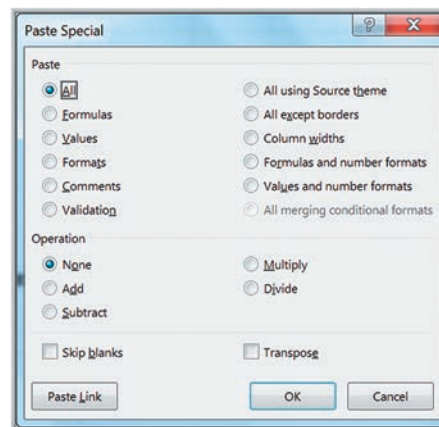 Paste Special
Paste
All
All using Source theme
Formulas
All except borders
Values
Column widths
Formats
Formulas and number formats
Comments
Values and number formats
Validation
All merging conditional formats
Operation
None
Multiply
Add
Divide
Subtract
Skip blanks
Transpose
Paste Link
OK
Cancel